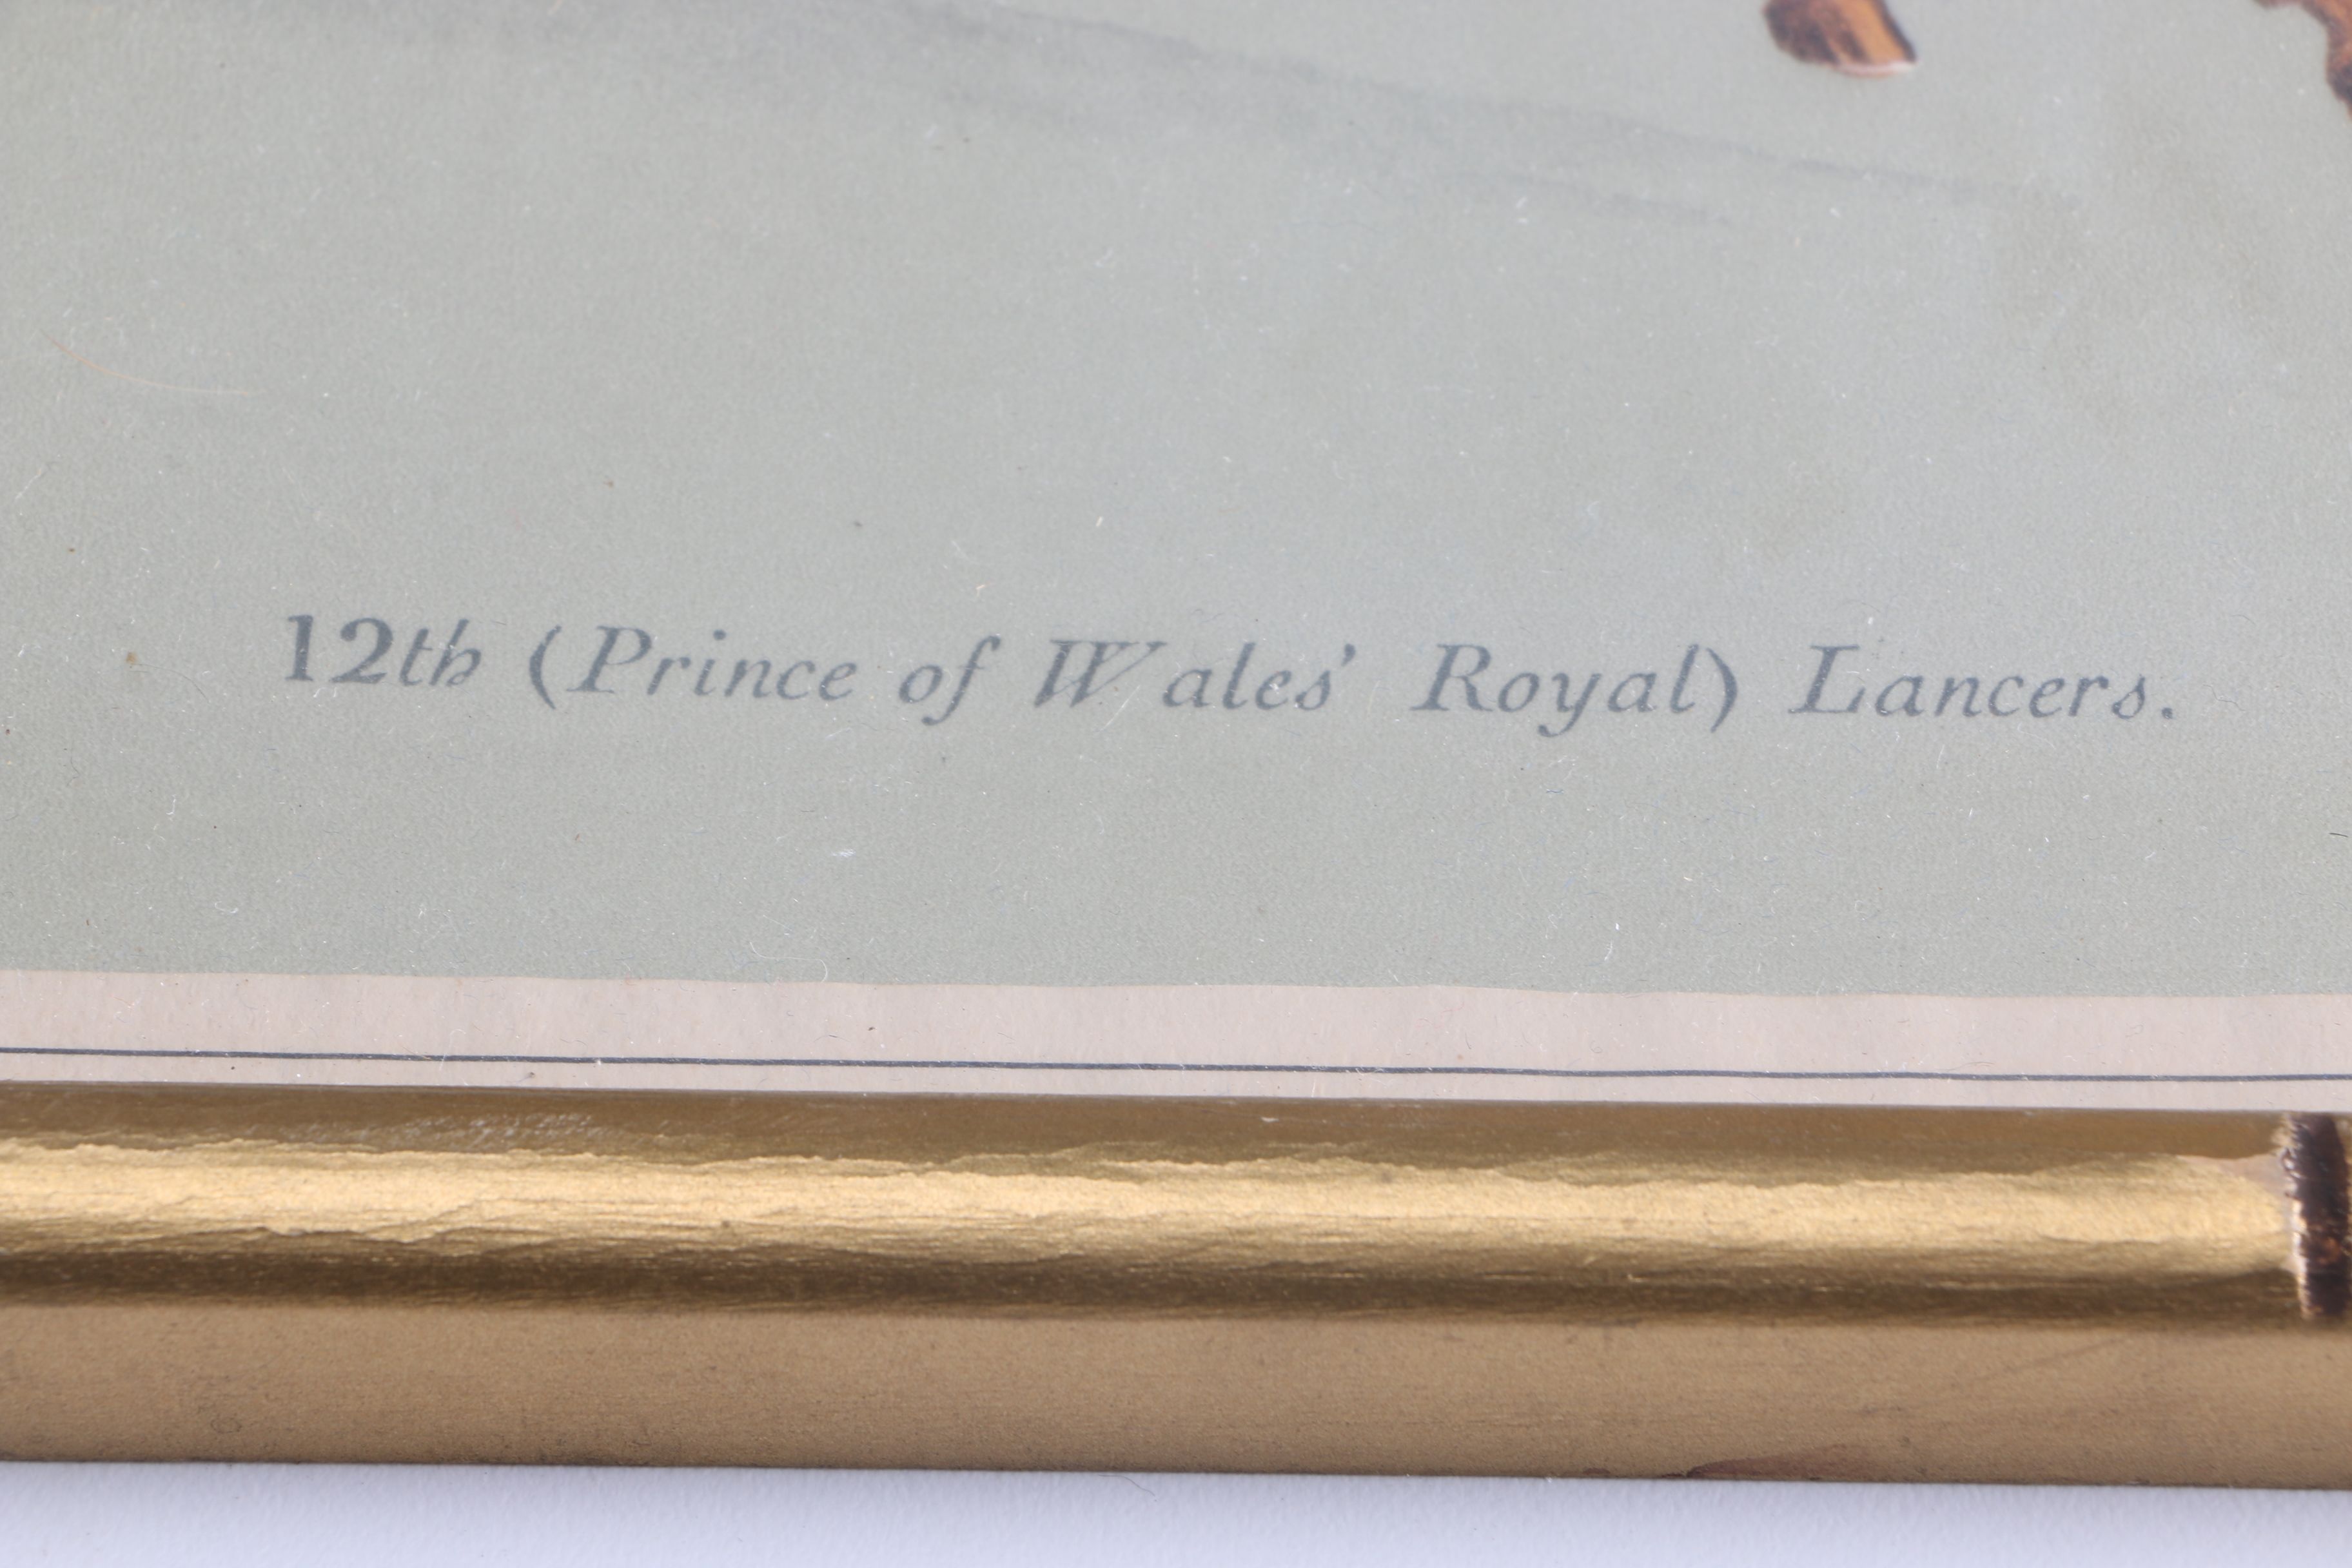 12th (Prince of Wales' Royal) Lancers.